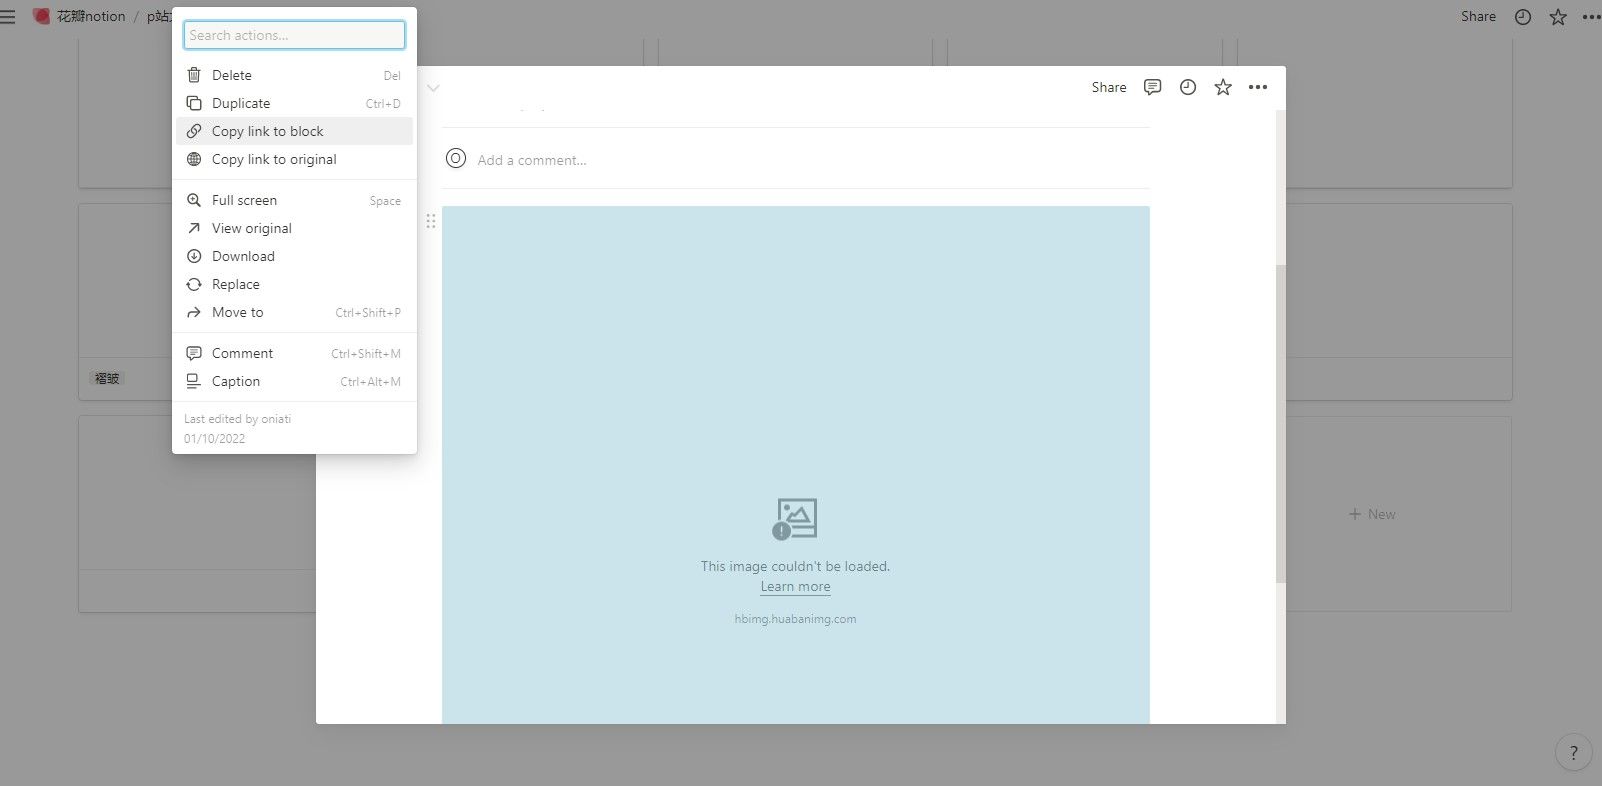 花瓣notion / p站
Share
Search actions...
Delete Del
Duplicate Ctrl+D
Copy link to block
Copy link to original
Full screen Space
View original
Download
Replace
Move to Ctrl+Shift+P
Comment Ctrl+Shift+M
Caption Ctrl+Alt+M
Last edited by oniati
01/10/2022
Share
O Add a comment...
This image couldn't be loaded.
Learn more
hbimg.huabanimg.com
褶皱
+ New
?